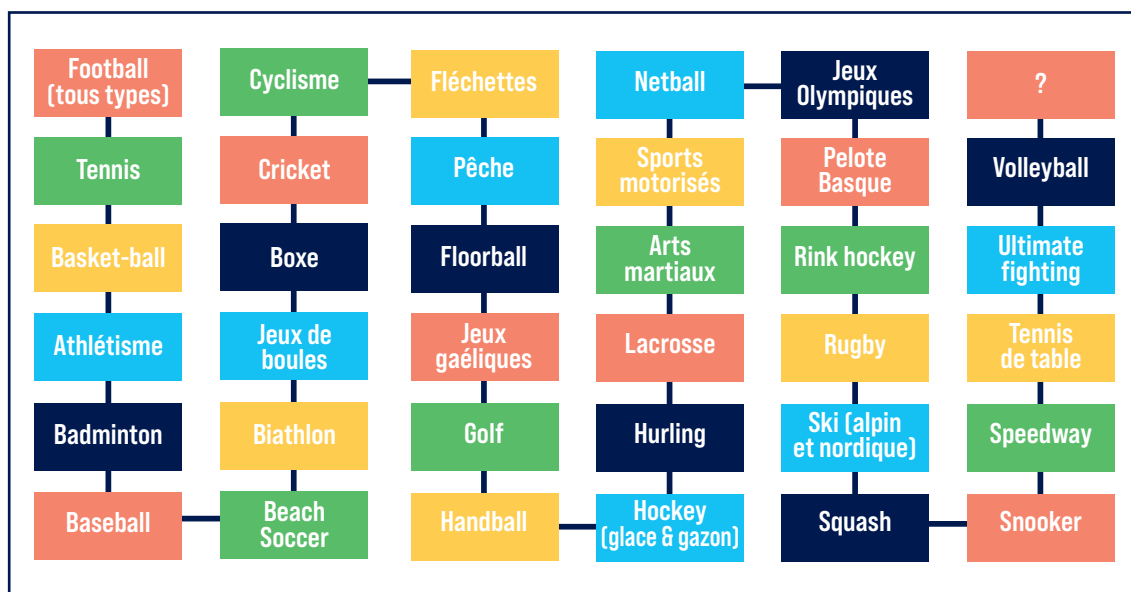 Football
(tous types)
Tennis
Basket-ball
Athlétisme
Badminton
Baseball
Cyclisme
Cricket
Boxe
Jeux de
boules
Biathlon
Beach
Soccer
Fléchettes
Pêche
Floorball
Jeux
gaéliques
Golf
Handball
Netball
Sports
motorisés
Arts
martiaux
Lacrosse
Hurling
Hockey
(glace & gazon)
Jeux
Olympiques
Pelote
Basque
Rink hockey
Rugby
Ski (alpin
et nordique)
Squash
?
Volleyball
Ultimate
fighting
Tennis
de table
Speedway
Snooker